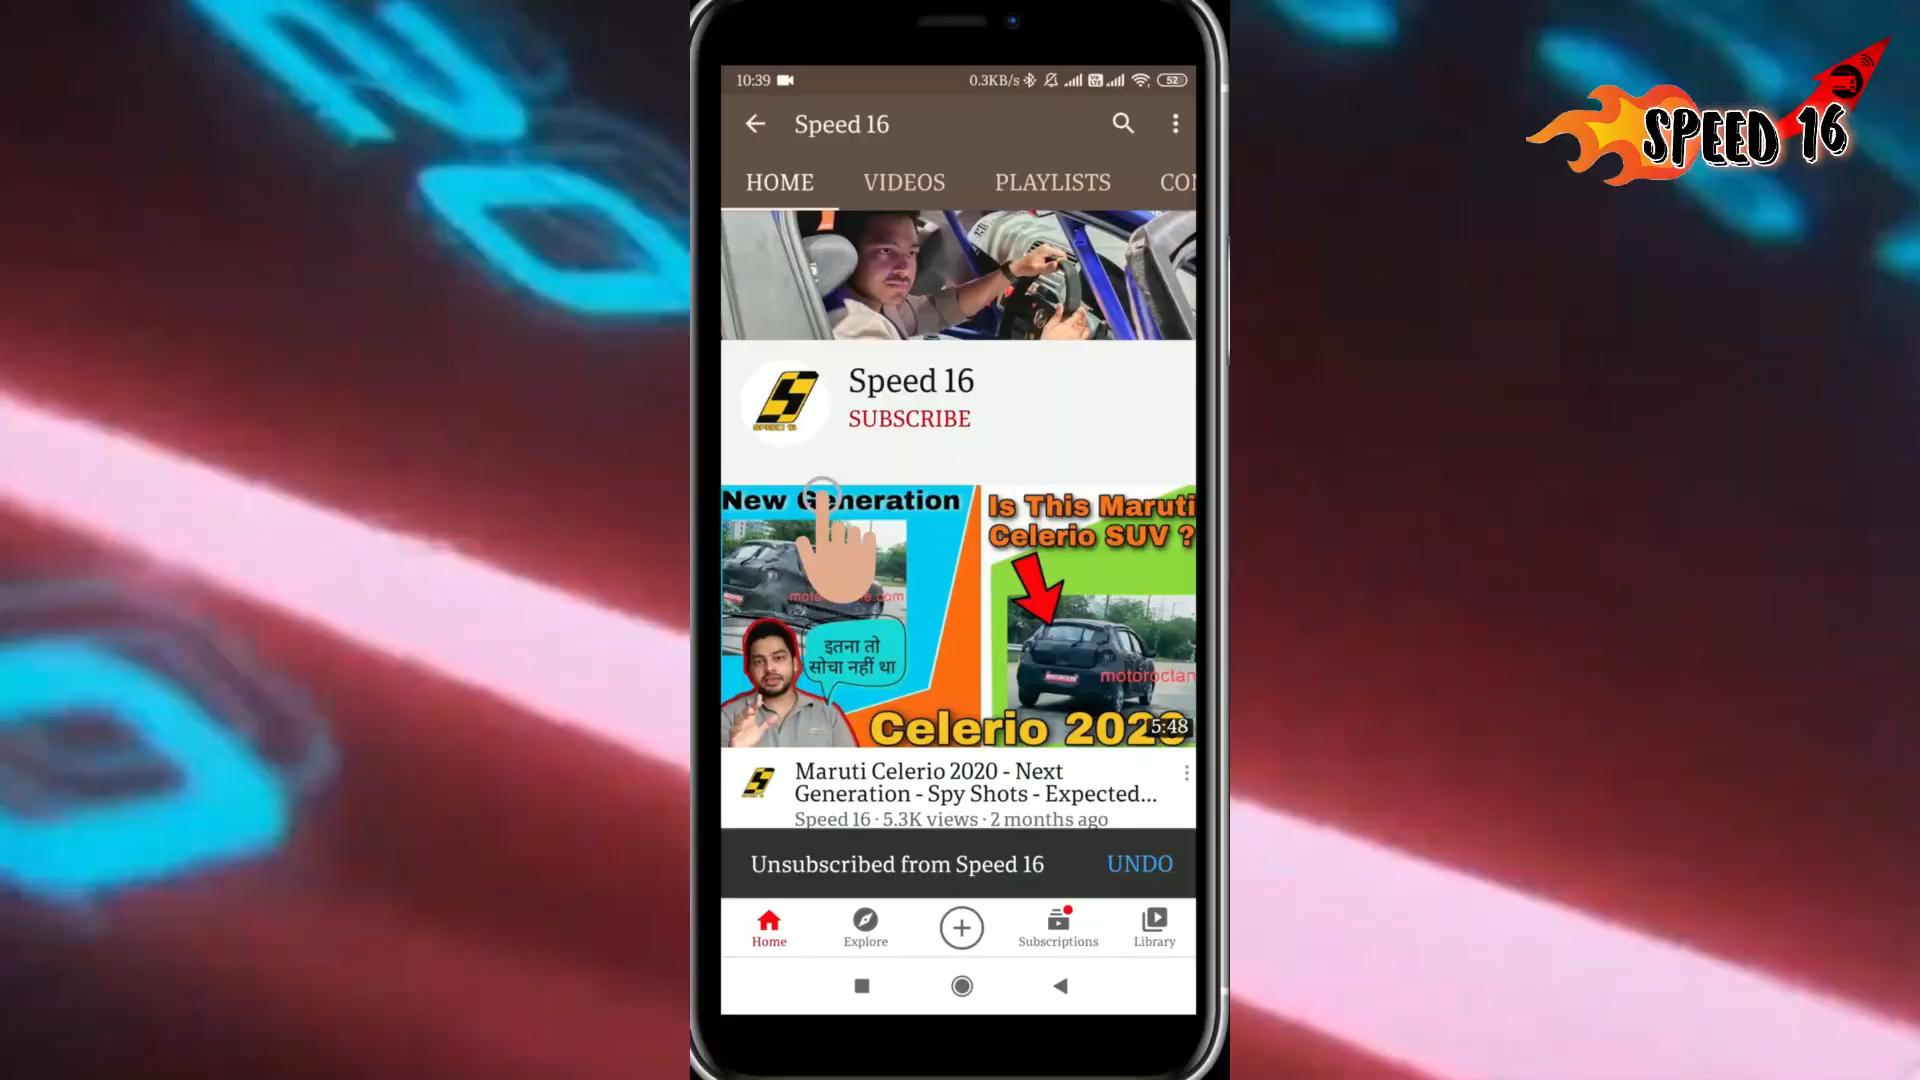 10:39 0.3KB/s 52
Speed 16
HOME VIDEOS PLAYLISTS CO
Speed 16
SUBSCRIBE
New Generation
Is This Maruti
Celerio SUV ?
इतना तो
सोचा नहीं था
Celerio 2020
5:48
Maruti Celerio 2020 - Next
Generation - Spy Shots - Expected...
Speed 16 · 5.3K views · 2 months ago
Unsubscribed from Speed 16 UNDO
Home Explore Subscriptions Library
SPEED 16